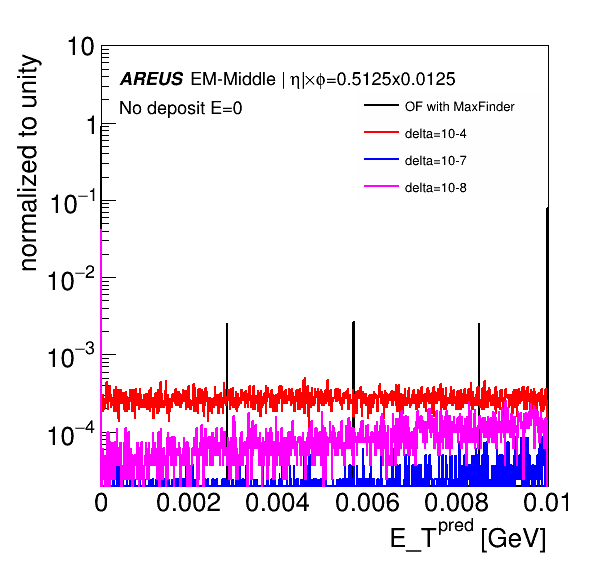 normalized to unity
10
1
10−1
10−2
10−3
10−4
AREUS EM-Middle | η|×ϕ=0.5125x0.0125
No deposit E=0
OF with MaxFinder
delta=10-4
delta=10-7
delta=10-8
0 0.002 0.004 0.006 0.008 0.01
E_Tpred [GeV]